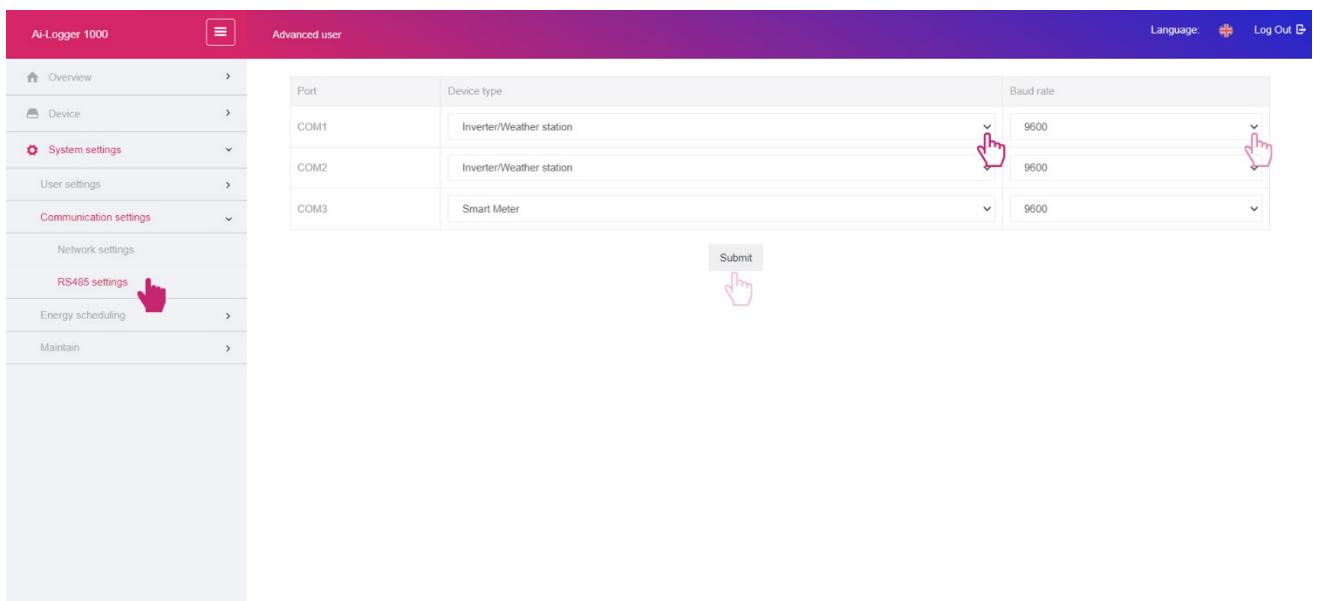 Ai-Logger 1000
Advanced user
Language:
Log Out
Overview
Device
System settings
User settings
Communication settings
Network settings
RS485 settings
Energy scheduling
Maintain
Port Device type Baud rate
COM1 Inverter/Weather station 9600
COM2 Inverter/Weather station 9600
COM3 Smart Meter 9600
Submit